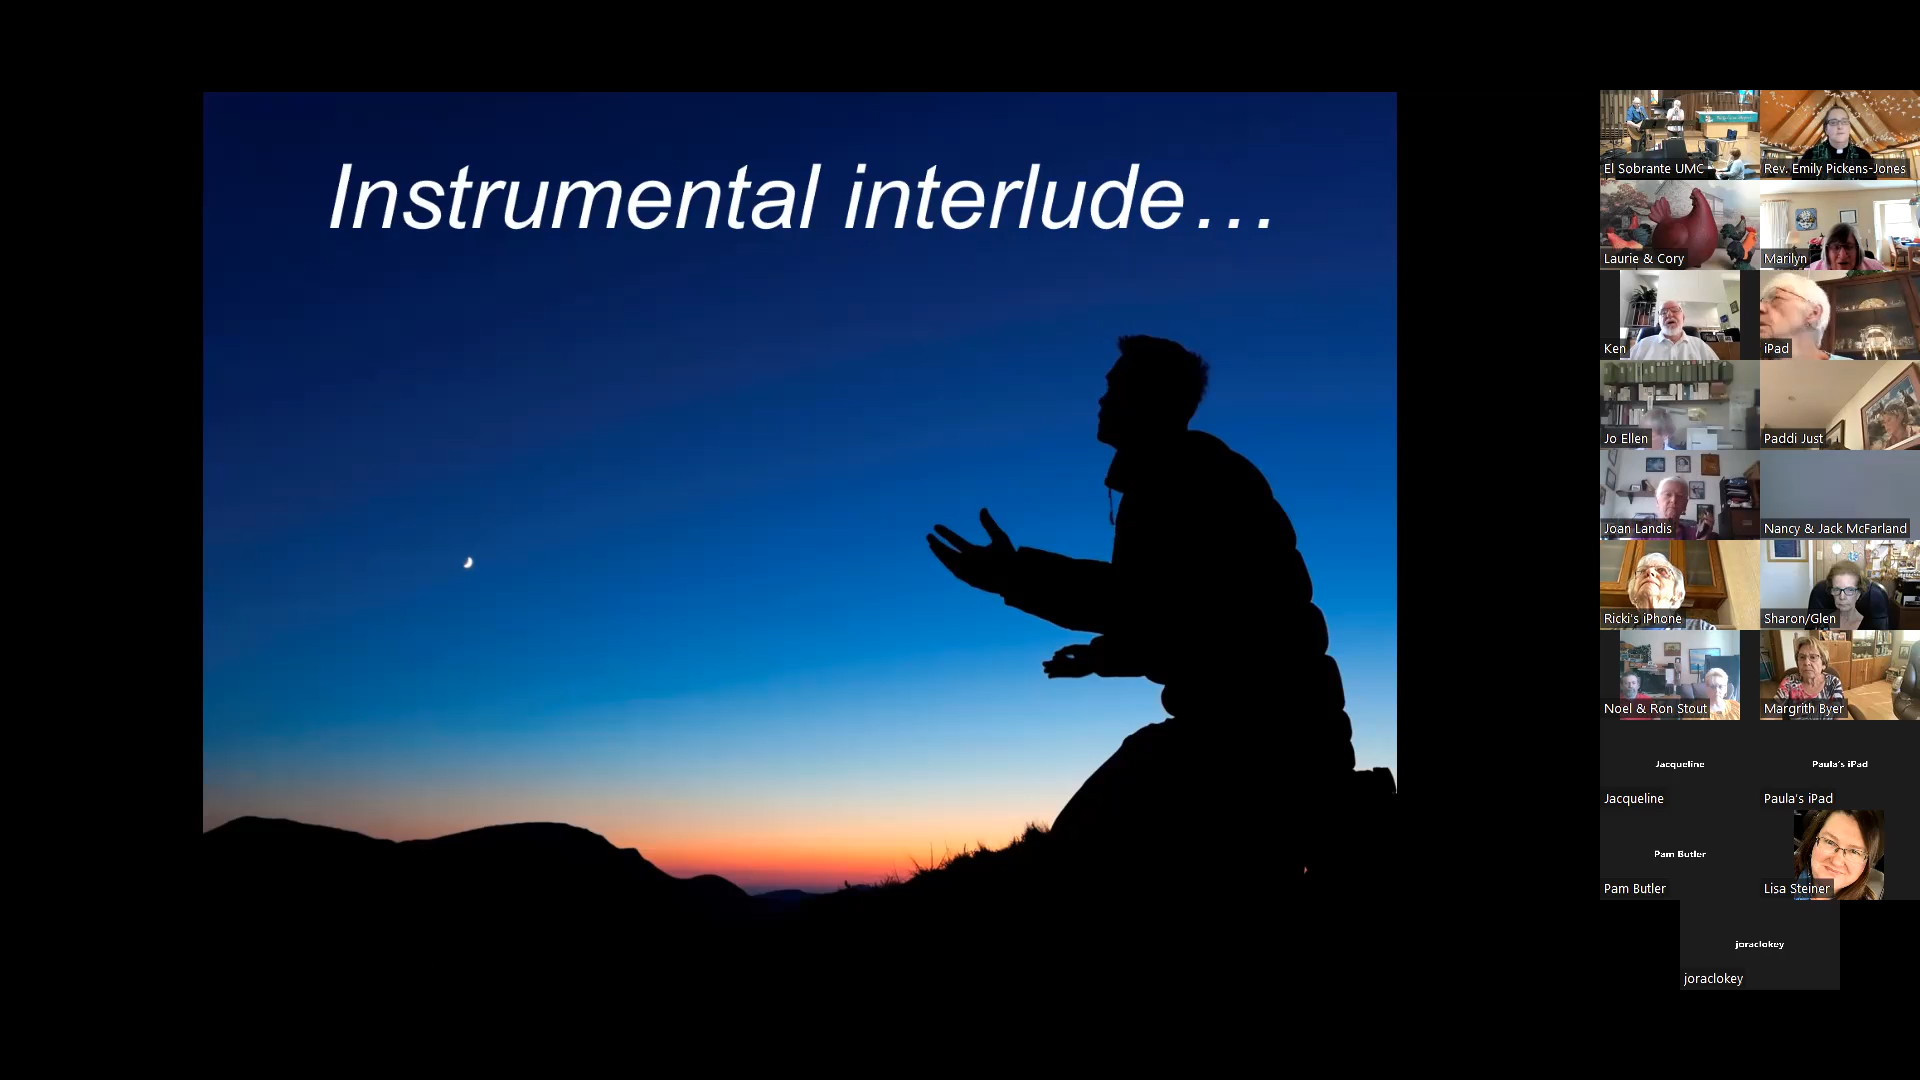 Instrumental interlude…
El Sobrante UMC
Rev. Emily Pickens-Jones
Laurie & Cory
Marilyn
Ken
iPad
Jo Ellen
Paddi Just
Joan Landis
Nancy & Jack McFarland
Ricki's iPhone
Sharon/Glen
Noel & Ron Stout
Margrith Byer
Jacqueline
Paula's iPad
Jacqueline
Paula's iPad
Pam Butler
Pam Butler
Lisa Steiner
joraclokey
joraclokey